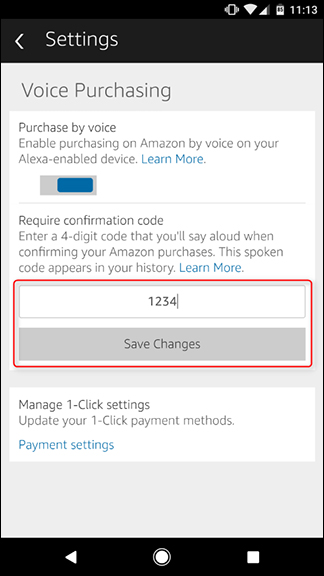 11:13
Settings
Voice Purchasing
Purchase by voice
Enable purchasing on Amazon by voice on your
Alexa-enabled device. Learn More.
Require confirmation code
Enter a 4-digit code that you'll say aloud when
confirming your Amazon purchases. This spoken
code appears in your history. Learn More.
1234
Save Changes
Manage 1-Click settings
Update your 1-Click payment methods.
Payment settings